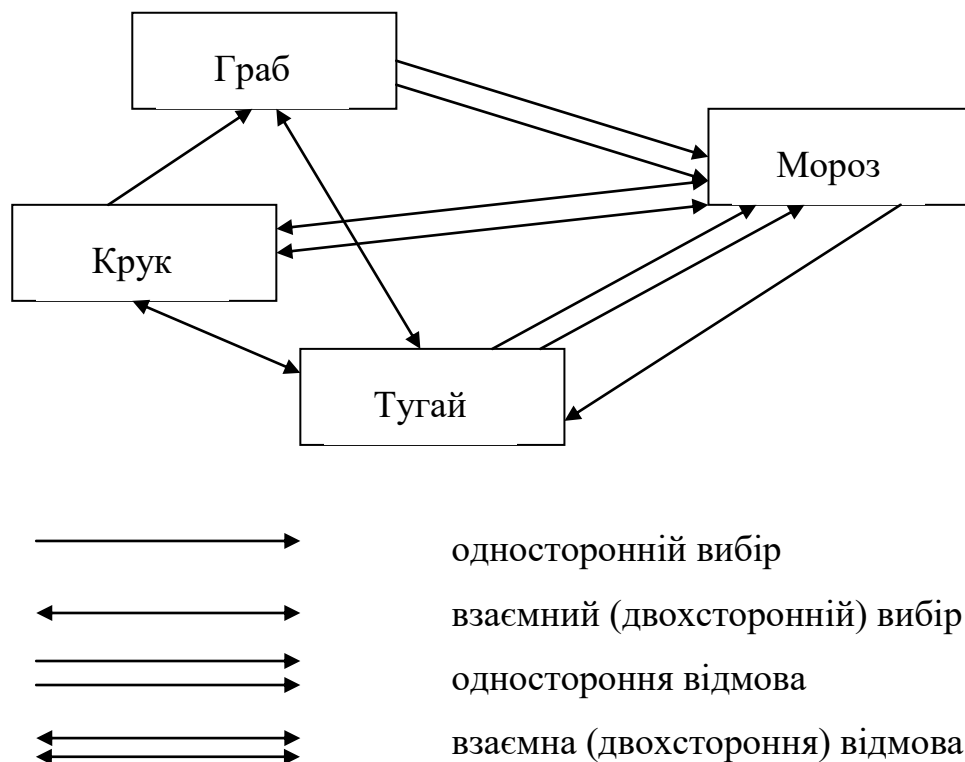 Граб
Мороз
Крук
Тугай
односторонній вибір
взаємний (двохсторонній) вибір
одностороння відмова
взаємна (двохстороння) відмова